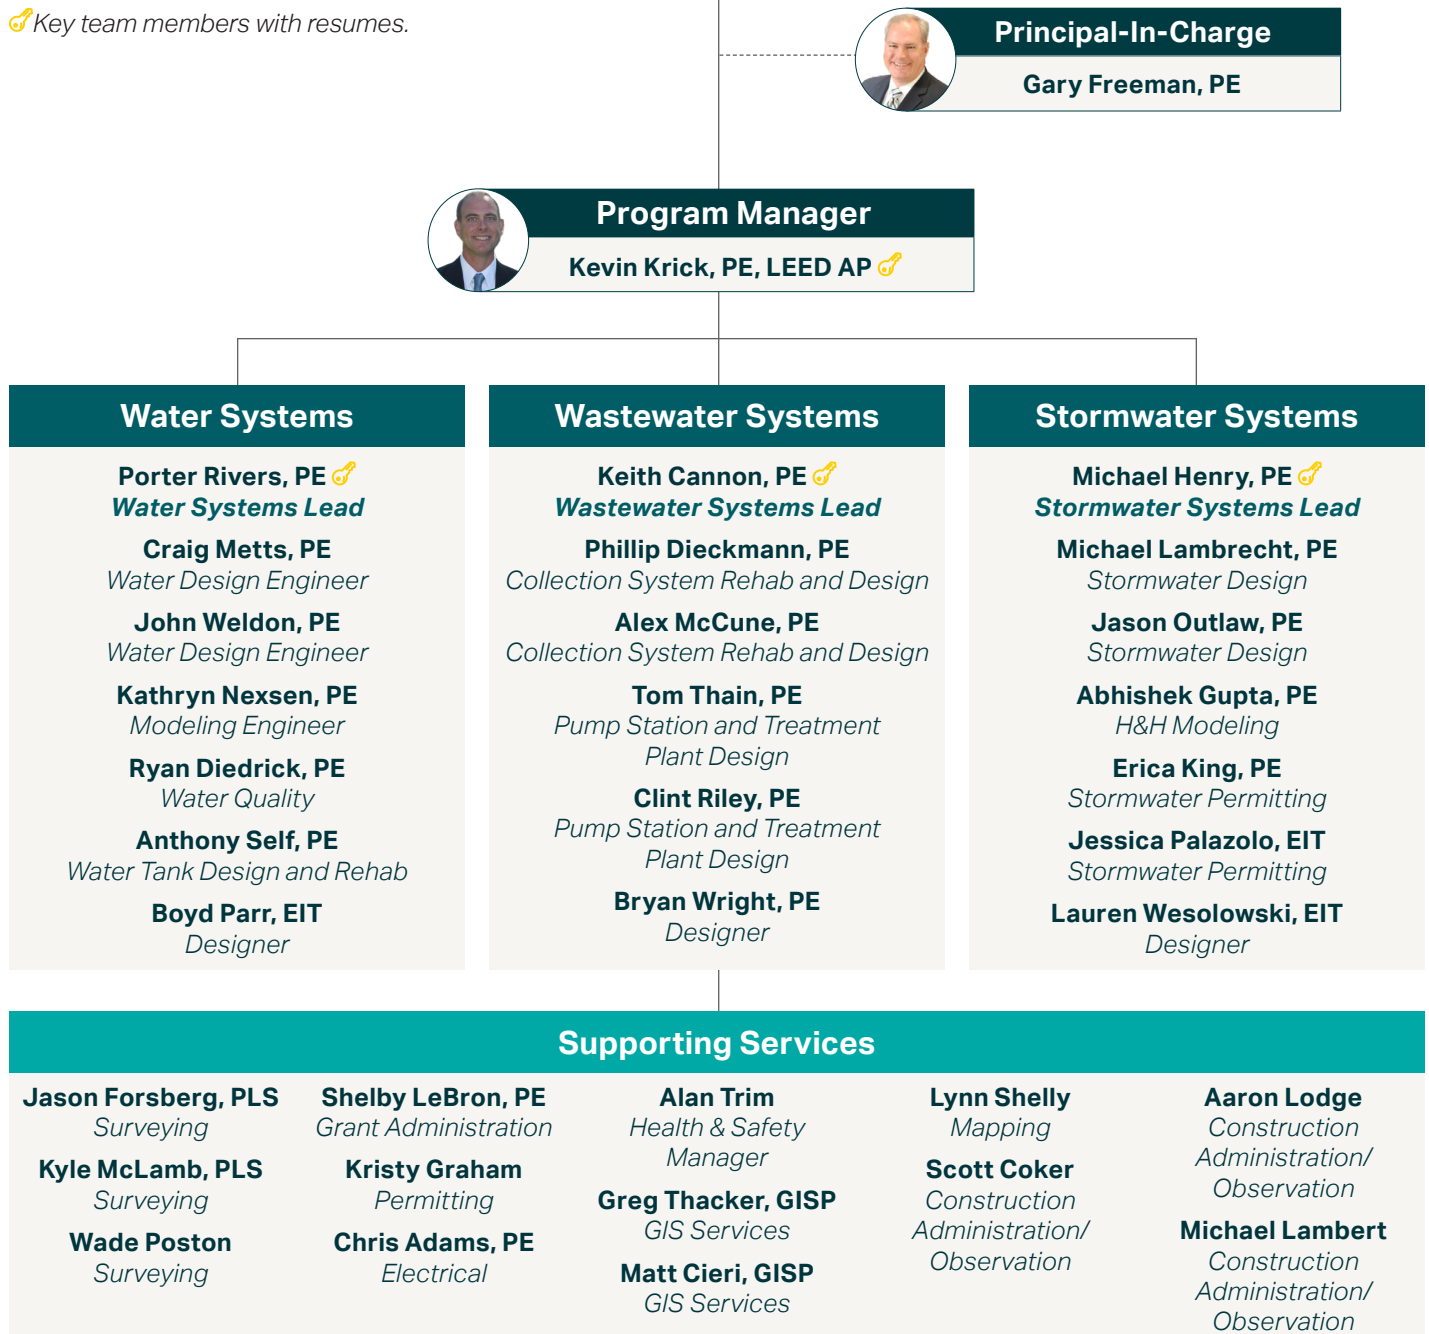 Key team members with resumes.
Principal-In-Charge
Gary Freeman, PE
Program Manager
Kevin Krick, PE, LEED AP
Water Systems
Porter Rivers, PE
Water Systems Lead
Craig Metts, PE
Water Design Engineer
John Weldon, PE
Water Design Engineer
Kathryn Nexsen, PE
Modeling Engineer
Ryan Diedrick, PE
Water Quality
Anthony Self, PE
Water Tank Design and Rehab
Boyd Parr, EIT
Designer
Wastewater Systems
Keith Cannon, PE
Wastewater Systems Lead
Phillip Dieckmann, PE
Collection System Rehab and Design
Alex McCune, PE
Collection System Rehab and Design
Tom Thain, PE
Pump Station and Treatment
Plant Design
Clint Riley, PE
Pump Station and Treatment
Plant Design
Bryan Wright, PE
Designer
Stormwater Systems
Michael Henry, PE
Stormwater Systems Lead
Michael Lambrecht, PE
Stormwater Design
Jason Outlaw, PE
Stormwater Design
Abhishek Gupta, PE
H&H Modeling
Erica King, PE
Stormwater Permitting
Jessica Palazolo, EIT
Stormwater Permitting
Lauren Wesolowski, EIT
Designer
Supporting Services
Jason Forsberg, PLS
Surveying
Kyle McLamb, PLS
Surveying
Wade Poston
Surveying
Shelby LeBron, PE
Grant Administration
Kristy Graham
Permitting
Chris Adams, PE
Electrical
Alan Trim
Health & Safety
Manager
Greg Thacker, GISP
GIS Services
Matt Cieri, GISP
GIS Services
Lynn Shelly
Mapping
Scott Coker
Construction
Administration/
Observation
Aaron Lodge
Construction
Administration/
Observation
Michael Lambert
Construction
Administration/
Observation